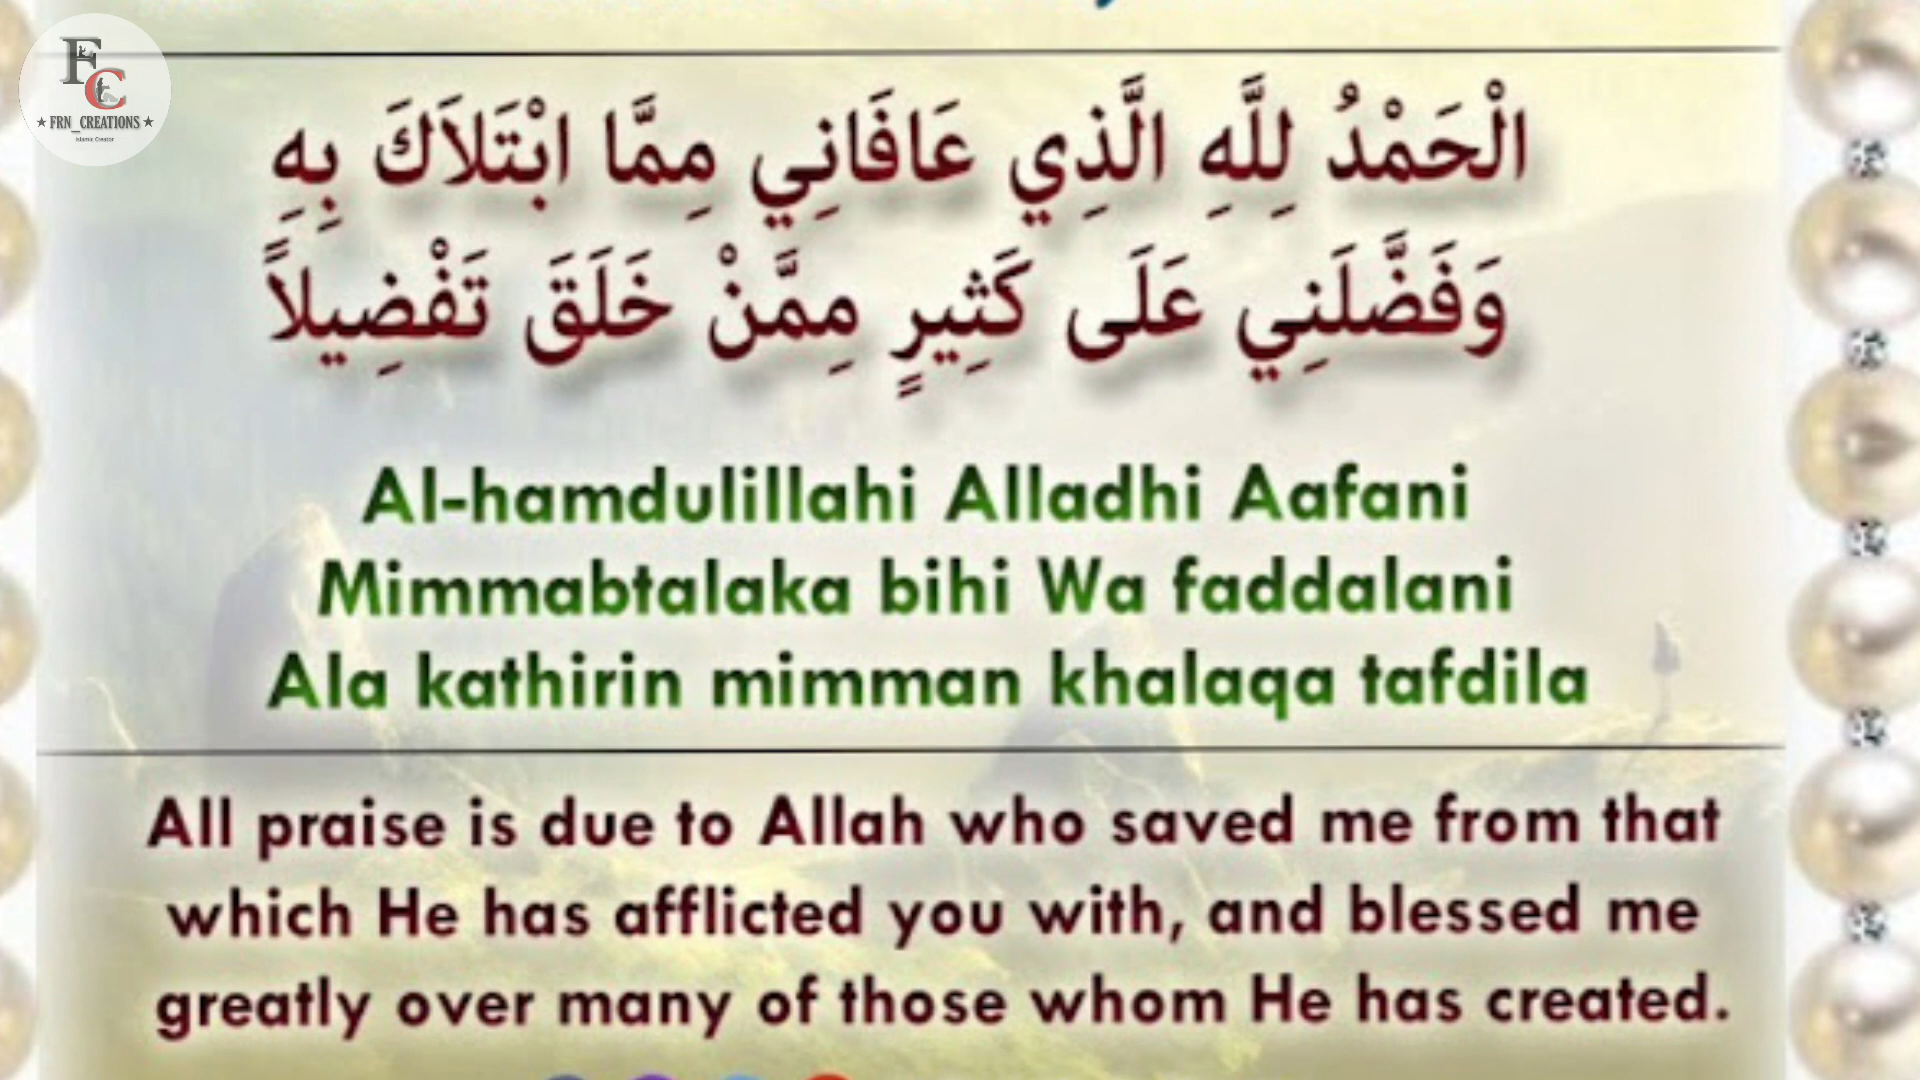 FC
★ FRN_CREATIONS ★
Islamic Creator
الْحَمْدُ لِلَّهِ الَّذِي عَافَانِي مِمَّا ابْتَلاَكَ بِهِ
وَفَضَّلَنِي عَلَى كَثِيرٍ مِمَّنْ خَلَقَ تَفْضِيلاً
Al-hamdulillahi Alladhi Aafani
Mimmabtalaka bihi Wa faddalani
Ala kathirin mimman khalaqa tafdila
All praise is due to Allah who saved me from that
which He has afflicted you with, and blessed me
greatly over many of those whom He has created.